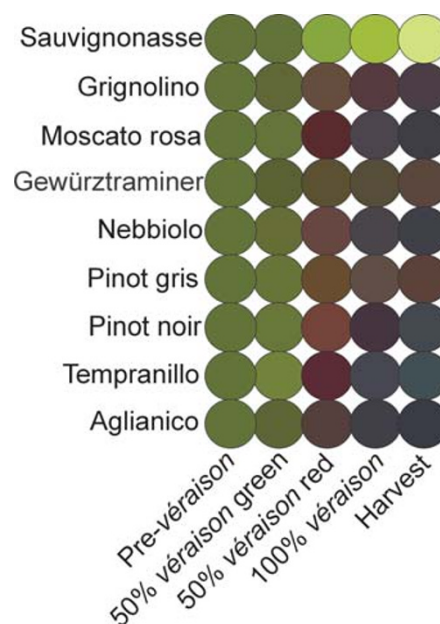 Sauvignonasse
Grignolino
Moscato rosa
Gewürztraminer
Nebbiolo
Pinot gris
Pinot noir
Tempranillo
Aglianico
Pre-véraison
50% véraison green
50% véraison red
100% véraison
Harvest